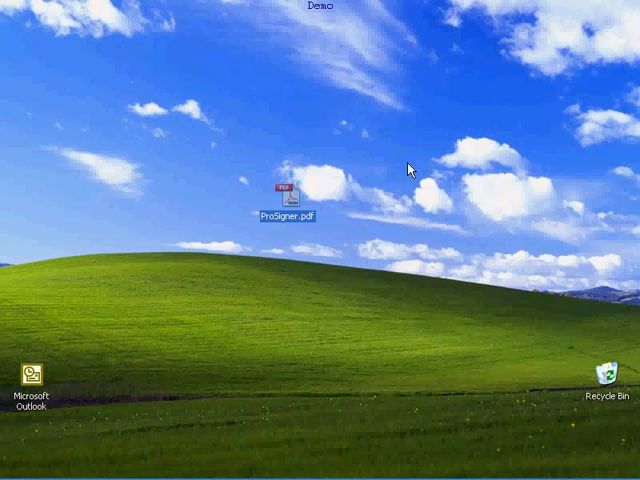 Demo
PDF
ProSigner.pdf
Microsoft
Outlook
Recycle Bin